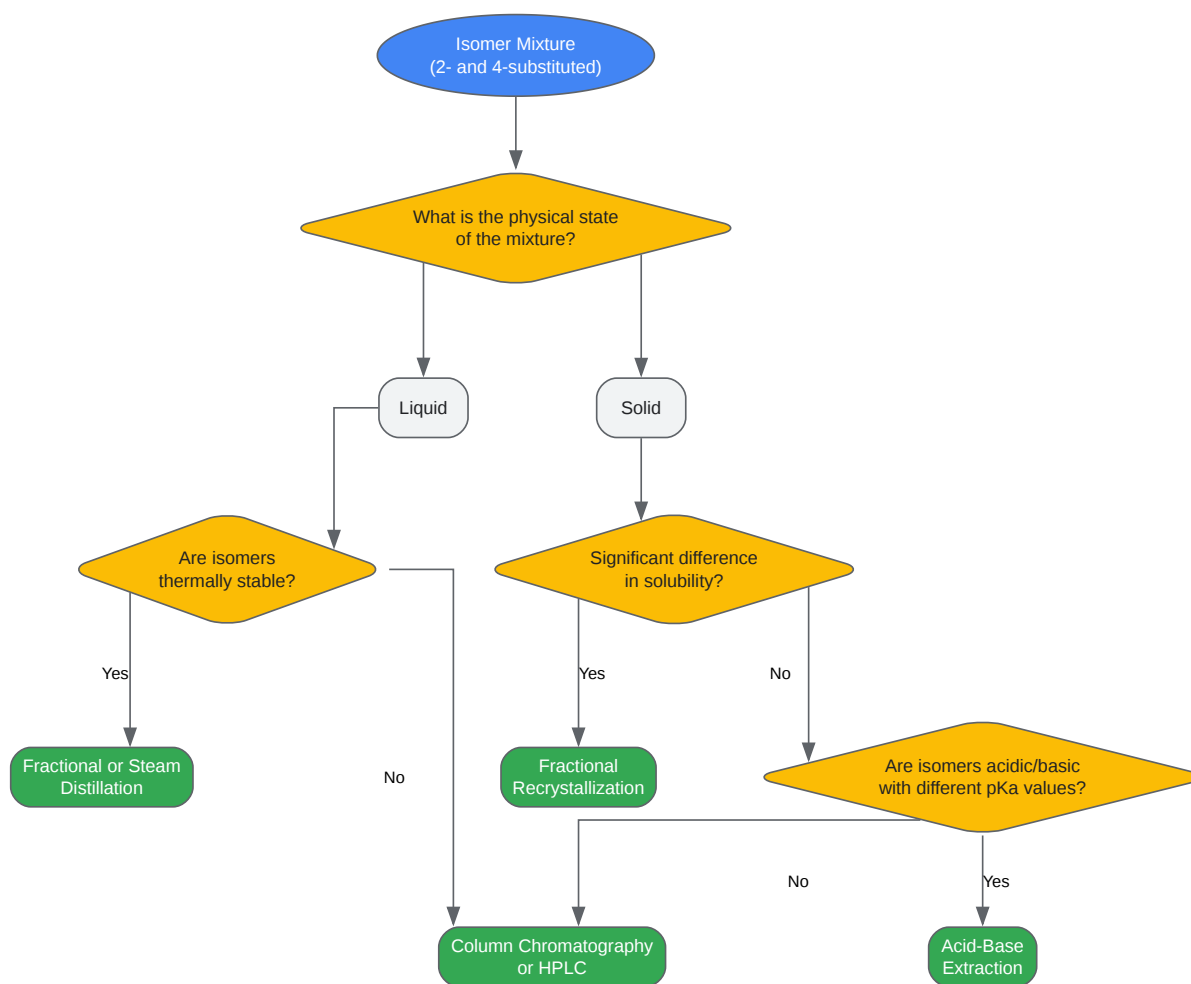 Isomer Mixture
(2- and 4-substituted)
What is the physical state
of the mixture?
Liquid
Solid
Are isomers
thermally stable?
Significant difference
in solubility?
Yes
Yes
No
Fractional or Steam
Distillation
No
Fractional
Recrystallization
Are isomers acidic/basic
with different pKa values?
No
Yes
Column Chromatography
or HPLC
Acid-Base
Extraction